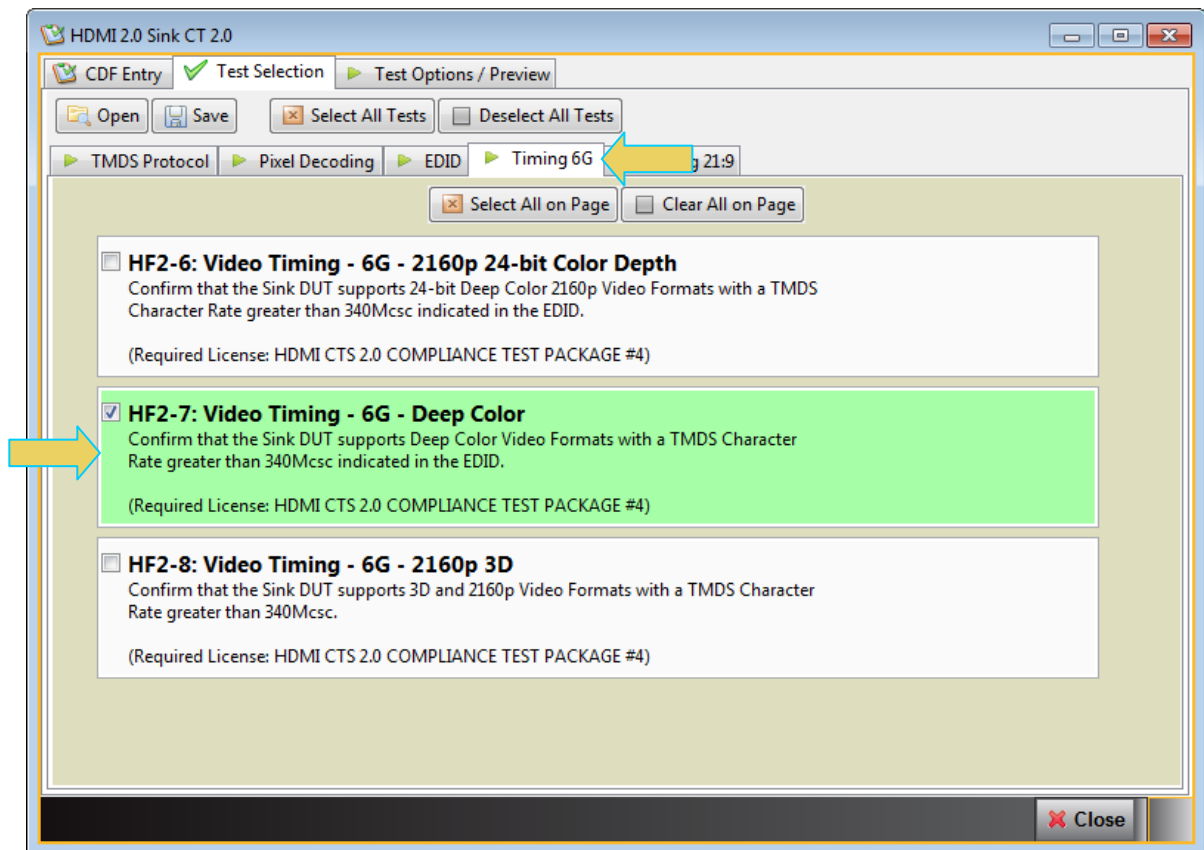 HDMI 2.0 Sink CT 2.0
CDF Entry Test Selection Test Options / Preview
Open Save Select All Tests Deselect All Tests
TMDS Protocol Pixel Decoding EDID Timing 6G 21:9
Select All on Page Clear All on Page
HF2-6: Video Timing - 6G - 2160p 24-bit Color Depth
Confirm that the Sink DUT supports 24-bit Deep Color 2160p Video Formats with a TMDS
Character Rate greater than 340Mcsc indicated in the EDID.
(Required License: HDMI CTS 2.0 COMPLIANCE TEST PACKAGE #4)
HF2-7: Video Timing - 6G - Deep Color
Confirm that the Sink DUT supports Deep Color Video Formats with a TMDS Character
Rate greater than 340Mcsc indicated in the EDID.
(Required License: HDMI CTS 2.0 COMPLIANCE TEST PACKAGE #4)
HF2-8: Video Timing - 6G - 2160p 3D
Confirm that the Sink DUT supports 3D and 2160p Video Formats with a TMDS Character
Rate greater than 340Mcsc.
(Required License: HDMI CTS 2.0 COMPLIANCE TEST PACKAGE #4)
Close